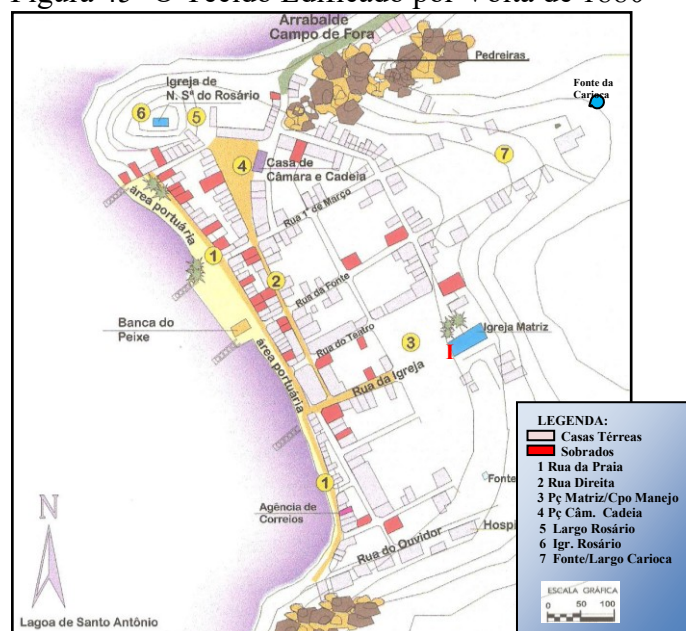 Figura 43- O Tecido Edificado por Volta de 1880
Arrabalde
Campo de Fora
Pedreiras
Fonte da
Carioca
Igreja de
N. Sª do Rosário
6
5
4
7
Casa de
Câmara e Cadeia
Rua 1º de Março
área portuária
1
2
Rua da Fonte
Banca do
Peixe
área portuária
Rua do Teatro
3
Igreja Matriz
I
Rua da Igreja
1
Agência de
Correios
Fonte
Hospi
Rua do Ouvidor
N
Lagoa de Santo Antônio
LEGENDA:
Casas Térreas
Sobrados
1 Rua da Praia
2 Rua Direita
3 Pç Matriz/Cpo Manejo
4 Pç Câm. Cadeia
5 Largo Rosário
6 Igr. Rosário
7 Fonte/Largo Carioca
ESCALA GRÁFICA
0 50 100